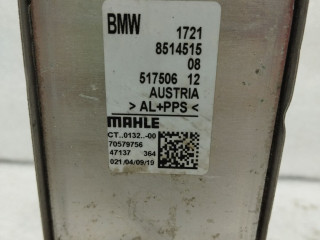 BMW 1721
8514515
08
517506 12
AUSTRIA
> AL+PPS <
MAHLE
CT..0132..-00
70579756
47137 364
021/04/09/19